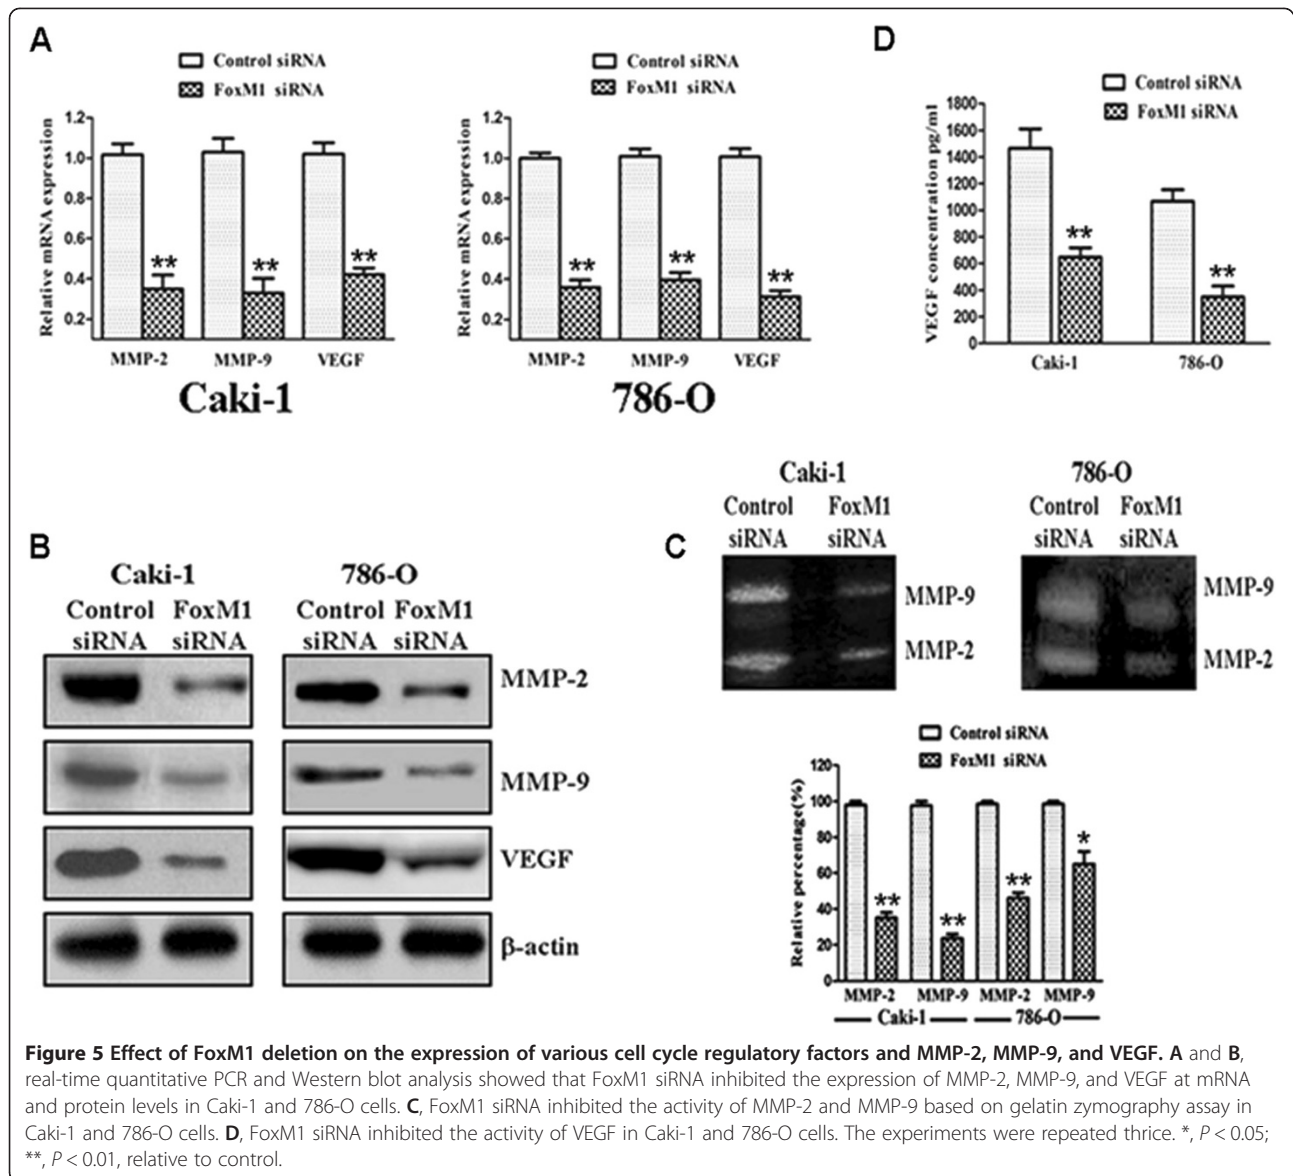 A
Control siRNA
FoxM1 siRNA
Relative mRNA expression
1.2
1.0
0.8
0.6
0.4
0.2
MMP-2 MMP-9 VEGF
** ** **
Caki-1
Control siRNA
FoxM1 siRNA
Relative mRNA expression
1.2
1.0
0.8
0.6
0.4
0.2
MMP-2 MMP-9 VEGF
** ** **
786-O
D
Control siRNA
FoxM1 siRNA
VEGF concentration pg/ml
1800
1600
1400
1200
1000
800
600
400
200
0
** **
Caki-1 786-O
B
Caki-1 786-O
Control FoxM1 Control FoxM1
siRNA siRNA siRNA siRNA
MMP-2
MMP-9
VEGF
β-actin
C
Caki-1 786-O
Control FoxM1 Control FoxM1
siRNA siRNA siRNA siRNA
MMP-9 MMP-9
MMP-2 MMP-2
Control siRNA
FoxM1 siRNA
Relative percentage(%)
120
100
80
60
40
20
0
** ** ** *
MMP-2 MMP-9 MMP-2 MMP-9
Caki-1 786-O
Figure 5 Effect of FoxM1 deletion on the expression of various cell cycle regulatory factors and MMP-2, MMP-9, and VEGF. A and B,
real-time quantitative PCR and Western blot analysis showed that FoxM1 siRNA inhibited the expression of MMP-2, MMP-9, and VEGF at mRNA
and protein levels in Caki-1 and 786-O cells. C, FoxM1 siRNA inhibited the activity of MMP-2 and MMP-9 based on gelatin zymography assay in
Caki-1 and 786-O cells. D, FoxM1 siRNA inhibited the activity of VEGF in Caki-1 and 786-O cells. The experiments were repeated thrice. *, P < 0.05;
**, P < 0.01, relative to control.